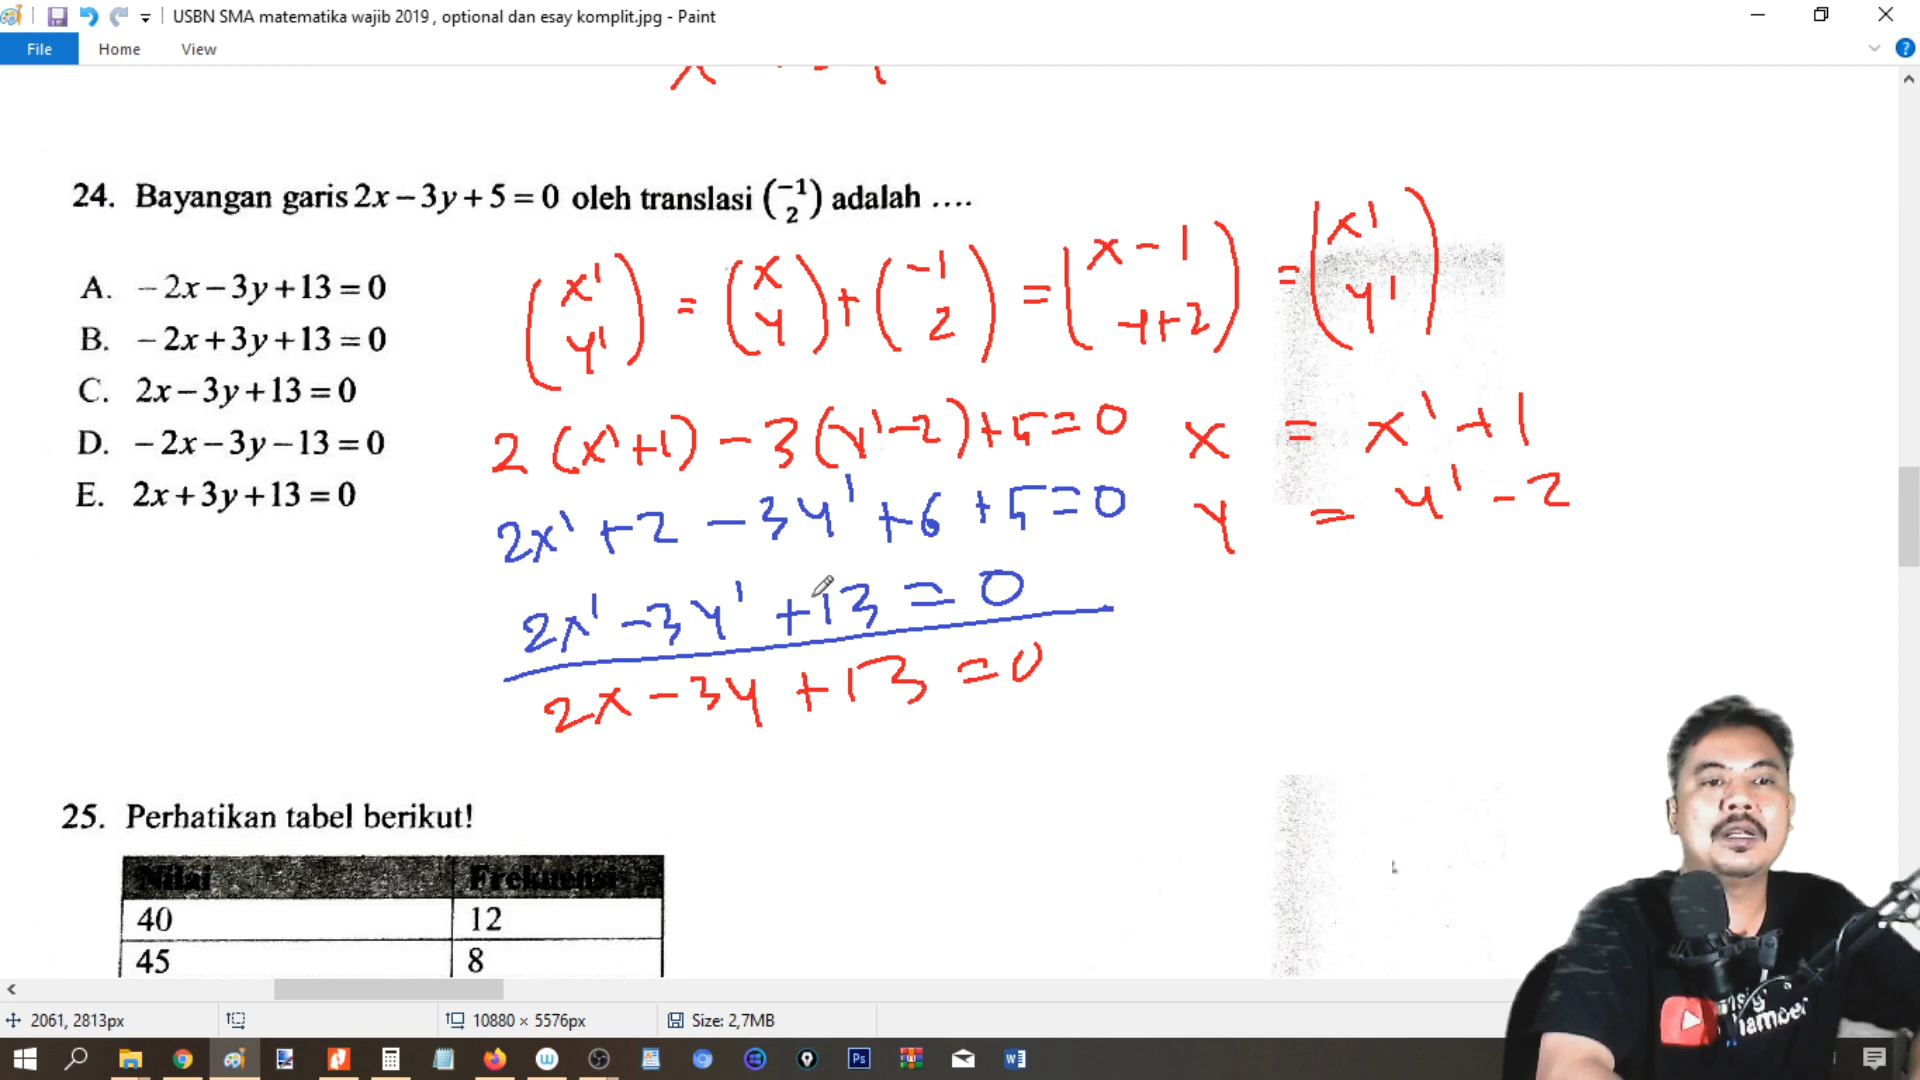 USBN SMA matematika wajib 2019 , optional dan esay komplit.jpg - Paint
File Home View
24. Bayangan garis 2x − 3y + 5 = 0 oleh translasi (−1 2) adalah ....
A. − 2x − 3y + 13 = 0
B. − 2x + 3y + 13 = 0
C. 2x − 3y + 13 = 0
D. − 2x − 3y − 13 = 0
E. 2x + 3y + 13 = 0
(x' y') = (x y) + (-1 2) = (x - 1 y+2) = (x' y')
2 (x'+1) - 3 (y'-2) + 5 = 0
x = x' + 1
2x' + 2 - 3y' + 6 + 5 = 0
y = y' - 2
2x' - 3y' + 13 = 0
2x - 3y + 13 = 0
25. Perhatikan tabel berikut!
Nilai Frekuensi
40 12
45 8
2061, 2813px 10880 × 5576px Size: 2,7MB
Ps